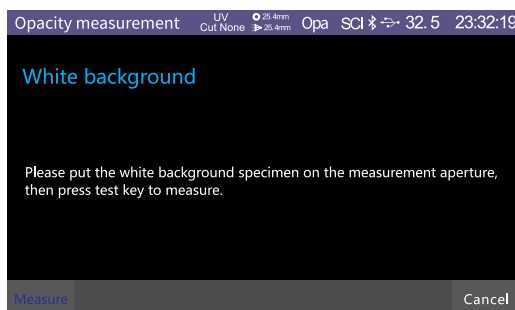 Opacity measurement UV Cut None 25.4mm 25.4mm Opa SCI 32.5 23:32:19
White background
Please put the white background specimen on the measurement aperture,
then press test key to measure.
Measure Cancel